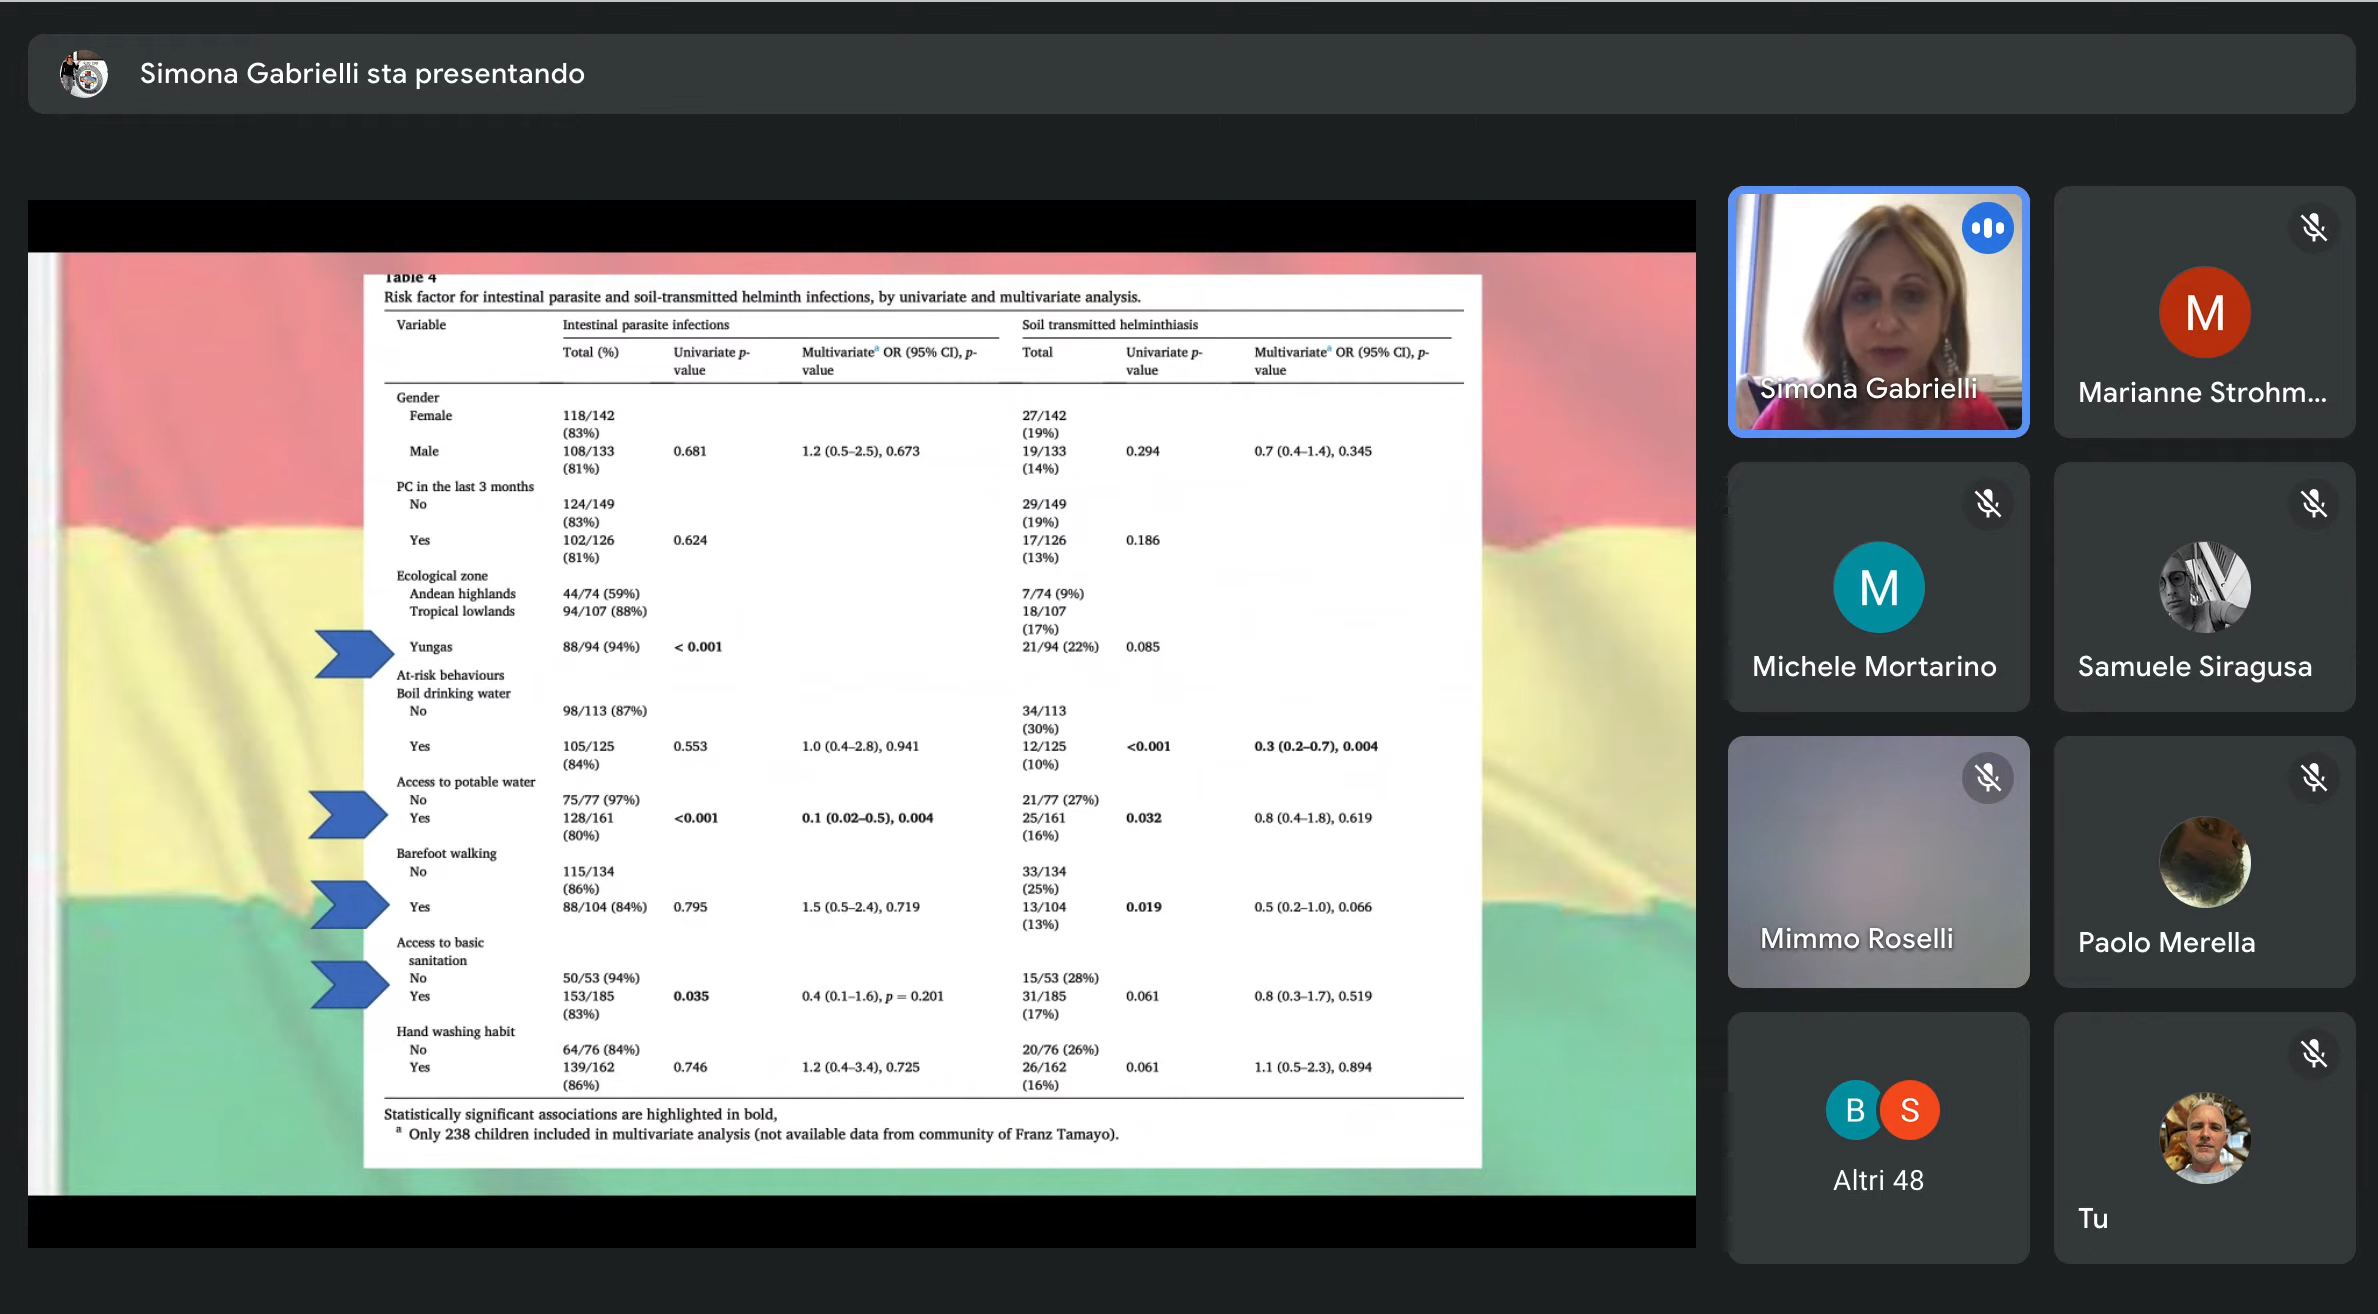 Simona Gabrielli sta presentando
Table 4
Risk factor for intestinal parasite and soil-transmitted helminth infections, by univariate and multivariate analysis.
Variable Intestinal parasite infections Soil transmitted helminthiasis
Total (%) Univariate p- Multivariateª OR (95% CI), p- Total Univariate p- Multivariateª OR (95% CI), p-
value value value value
Gender
Female 118/142 27/142
(83%) (19%)
Male 108/133 0.681 1.2 (0.5–2.5), 0.673 19/133 0.294 0.7 (0.4–1.4), 0.345
(81%) (14%)
PC in the last 3 months
No 124/149 29/149
(83%) (19%)
Yes 102/126 0.624 17/126 0.186
(81%) (13%)
Ecological zone
Andean highlands 44/74 (59%) 7/74 (9%)
Tropical lowlands 94/107 (88%) 18/107
(17%)
Yungas 88/94 (94%) < 0.001 21/94 (22%) 0.085
At-risk behaviours
Boil drinking water
No 98/113 (87%) 34/113
(30%)
Yes 105/125 0.553 1.0 (0.4–2.8), 0.941 12/125 <0.001 0.3 (0.2–0.7), 0.004
(84%) (10%)
Access to potable water
No 75/77 (97%) 21/77 (27%)
Yes 128/161 <0.001 0.1 (0.02–0.5), 0.004 25/161 0.032 0.8 (0.4–1.8), 0.619
(80%) (16%)
Barefoot walking
No 115/134 33/134
(86%) (25%)
Yes 88/104 (84%) 0.795 1.5 (0.5–2.4), 0.719 13/104 0.019 0.5 (0.2–1.0), 0.066
(13%)
Access to basic
sanitation
No 50/53 (94%) 15/53 (28%)
Yes 153/185 0.035 0.4 (0.1–1.6), p = 0.201 31/185 0.061 0.8 (0.3–1.7), 0.519
(83%) (17%)
Hand washing habit
No 64/76 (84%) 20/76 (26%)
Yes 139/162 0.746 1.2 (0.4–3.4), 0.725 26/162 0.061 1.1 (0.5–2.3), 0.894
(86%) (16%)
Statistically significant associations are highlighted in bold,
ª Only 238 children included in multivariate analysis (not available data from community of Franz Tamayo).
Simona Gabrielli
M
Marianne Strohm...
M
Michele Mortarino
Samuele Siragusa
Mimmo Roselli
Paolo Merella
B S
Altri 48
Tu